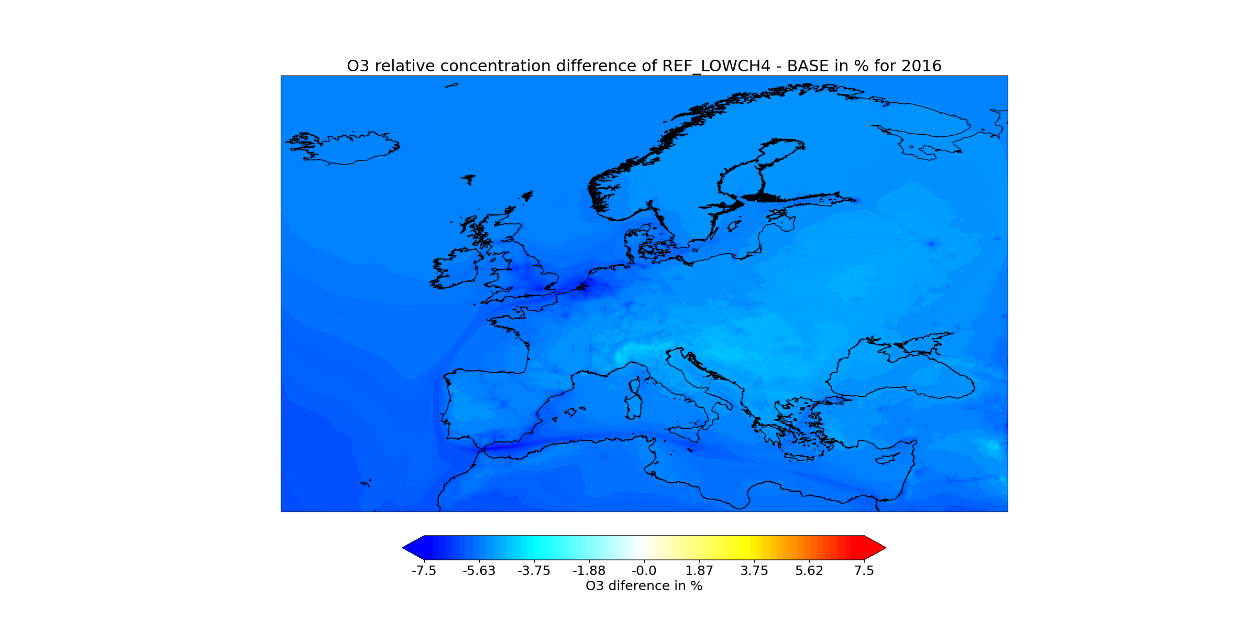 O3 relative concentration difference of REF_LOWCH4 - BASE in % for 2016
-7.5 -5.63 -3.75 -1.88 -0.0 1.87 3.75 5.62 7.5
O3 diference in %